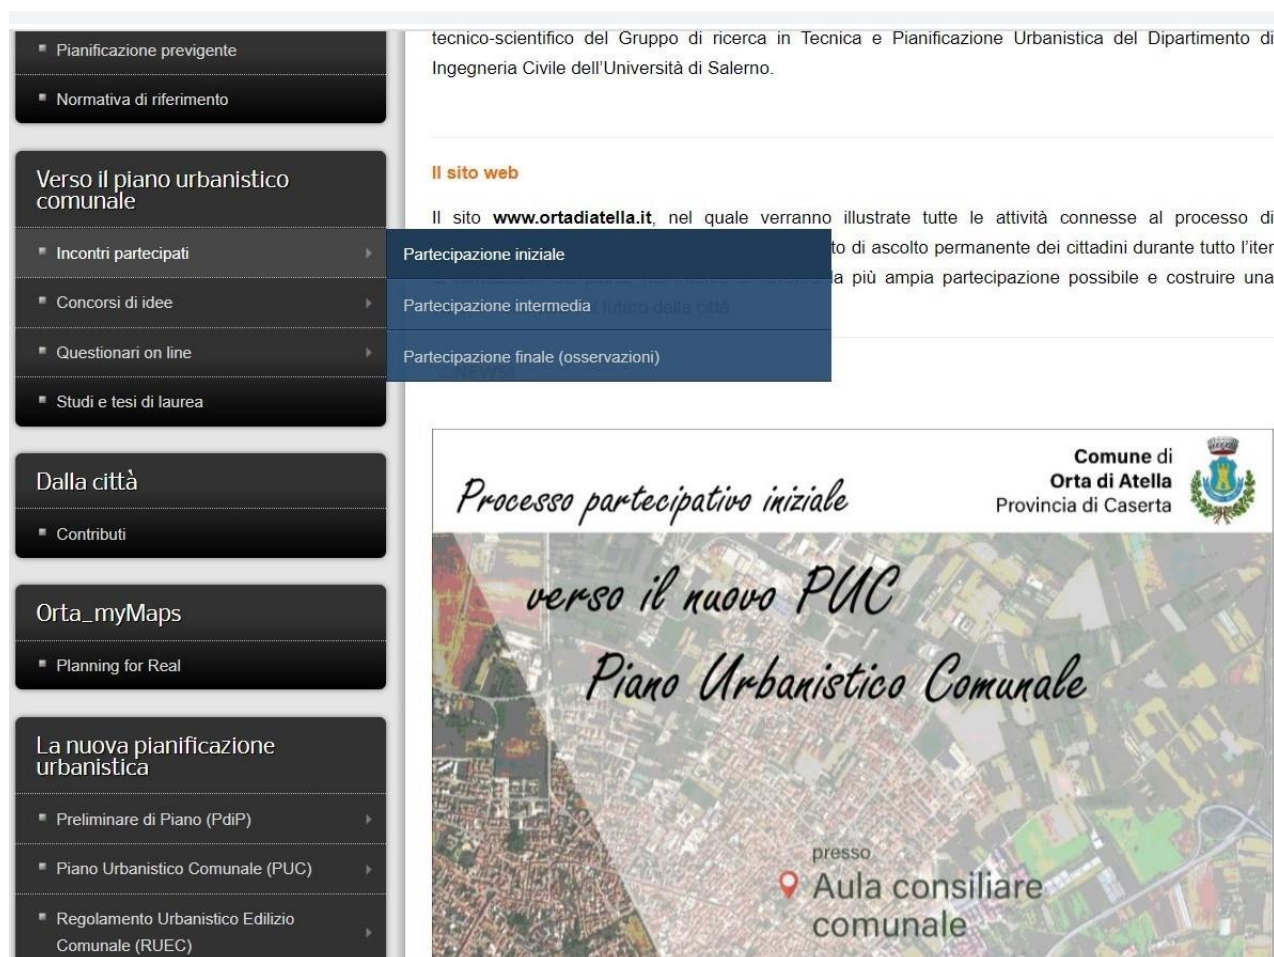 Pianificazione previgente
Normativa di riferimento
Verso il piano urbanistico
comunale
Incontri partecipati
Concorsi di idee
Questionari on line
Studi e tesi di laurea
Dalla città
Contributi
Orta_myMaps
Planning for Real
La nuova pianificazione
urbanistica
Preliminare di Piano (PdiP)
Piano Urbanistico Comunale (PUC)
Regolamento Urbanistico Edilizio
Comunale (RUEC)
Partecipazione iniziale
Partecipazione intermedia
Partecipazione finale (osservazioni)
tecnico-scientifico del Gruppo di ricerca in Tecnica e Pianificazione Urbanistica del Dipartimento di
Ingegneria Civile dell'Università di Salerno.
Il sito web
Il sito www.ortadiatella.it, nel quale verranno illustrate tutte le attività connesse al processo di
to di ascolto permanente dei cittadini durante tutto l'iter
la più ampia partecipazione possibile e costruire una
futuro della città.
Processo partecipativo iniziale
Comune di
Orta di Atella
Provincia di Caserta
verso il nuovo PUC
Piano Urbanistico Comunale
presso
Aula consiliare
comunale